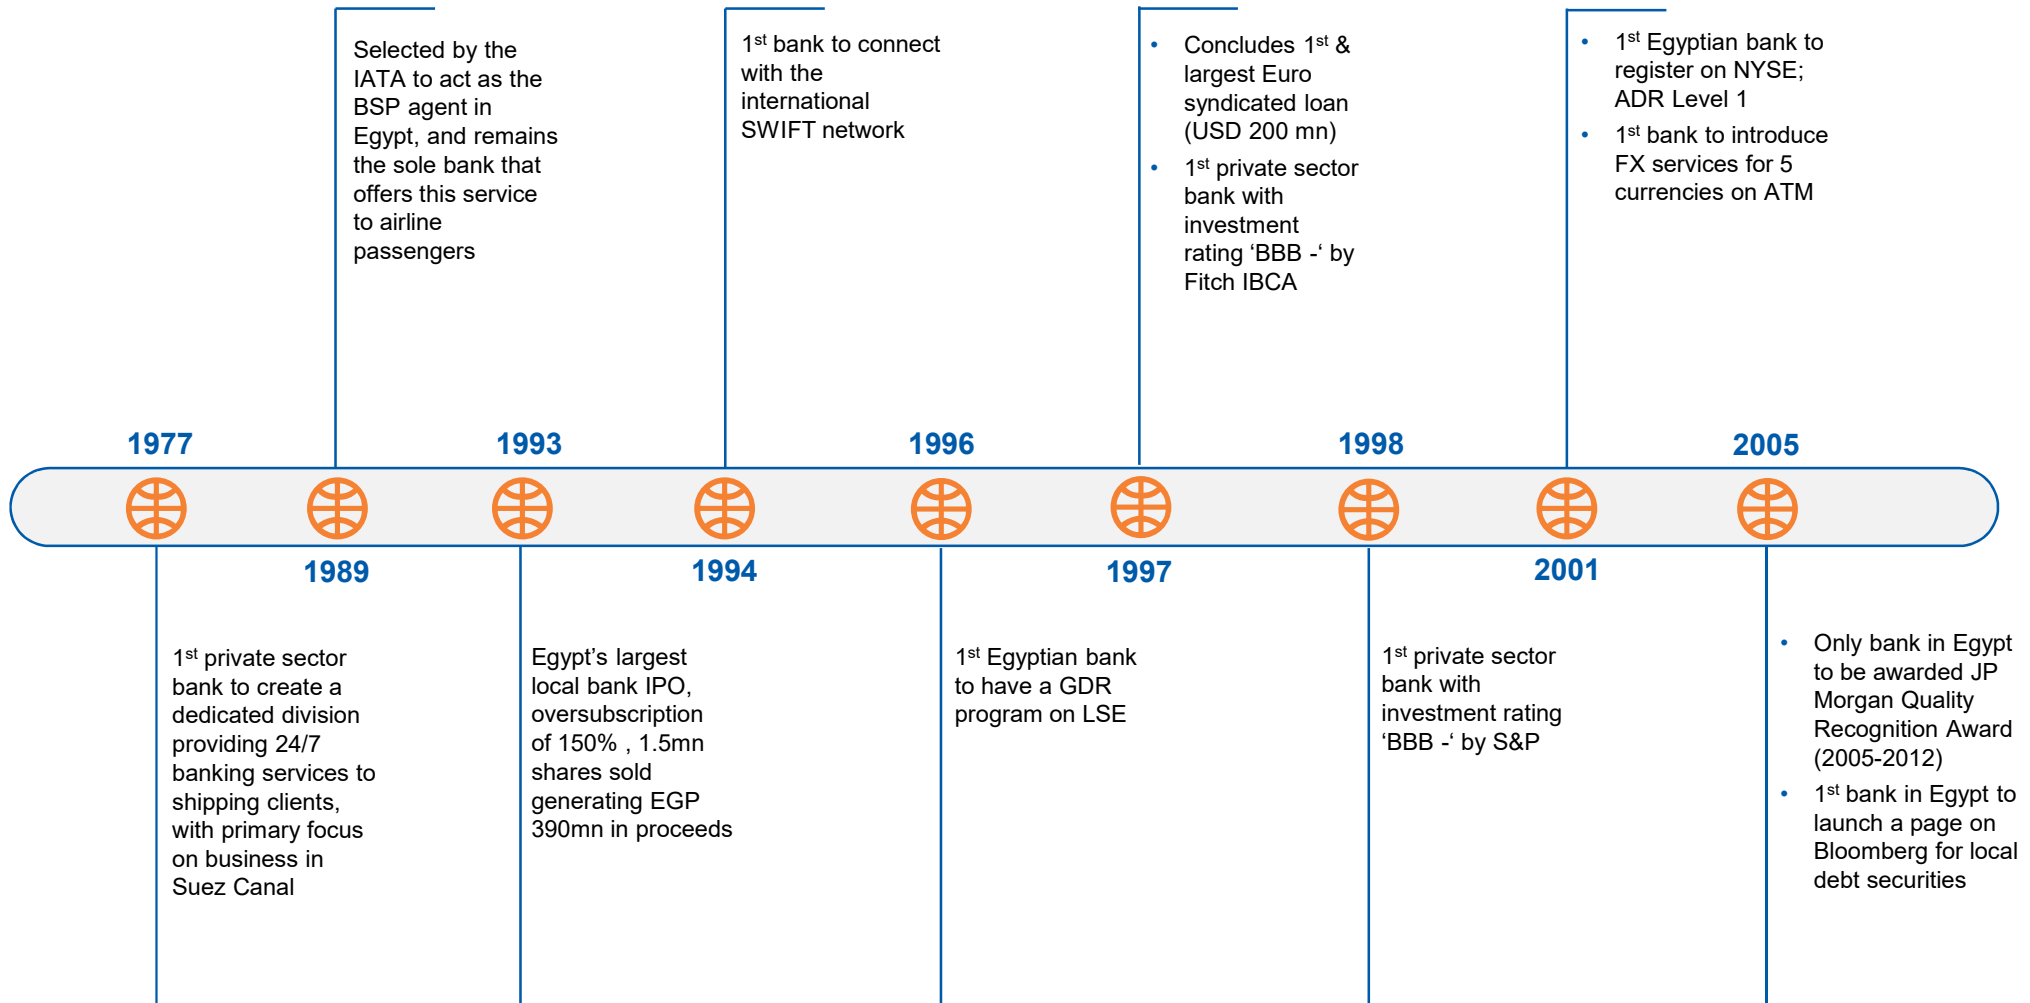 Selected by the
IATA to act as the
BSP agent in
Egypt, and remains
the sole bank that
offers this service
to airline
passengers
1st bank to connect
with the
international
SWIFT network
• Concludes 1st &
largest Euro
syndicated loan
(USD 200 mn)
• 1st private sector
bank with
investment
rating ‘BBB -‘ by
Fitch IBCA
• 1st Egyptian bank to
register on NYSE;
ADR Level 1
• 1st bank to introduce
FX services for 5
currencies on ATM
1977
1993
1996
1998
2005
1989
1994
1997
2001
1st private sector
bank to create a
dedicated division
providing 24/7
banking services to
shipping clients,
with primary focus
on business in
Suez Canal
Egypt’s largest
local bank IPO,
oversubscription
of 150% , 1.5mn
shares sold
generating EGP
390mn in proceeds
1st Egyptian bank
to have a GDR
program on LSE
1st private sector
bank with
investment rating
‘BBB -‘ by S&P
• Only bank in Egypt
to be awarded JP
Morgan Quality
Recognition Award
(2005-2012)
• 1st bank in Egypt to
launch a page on
Bloomberg for local
debt securities